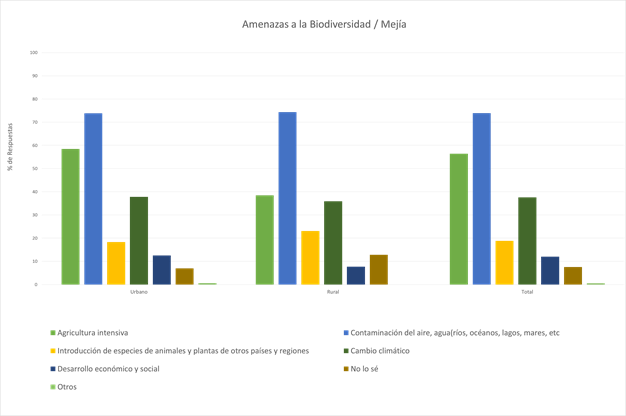 Amenazas a la Biodiversidad / Mejía
% de Respuestas
100
90
80
70
60
50
40
30
20
10
0
Urbano Rural Total
Agricultura intensiva Contaminación del aire, agua(ríos, océanos, lagos, mares, etc
Introducción de especies de animales y plantas de otros países y regiones Cambio climático
Desarrollo económico y social No lo sé
Otros